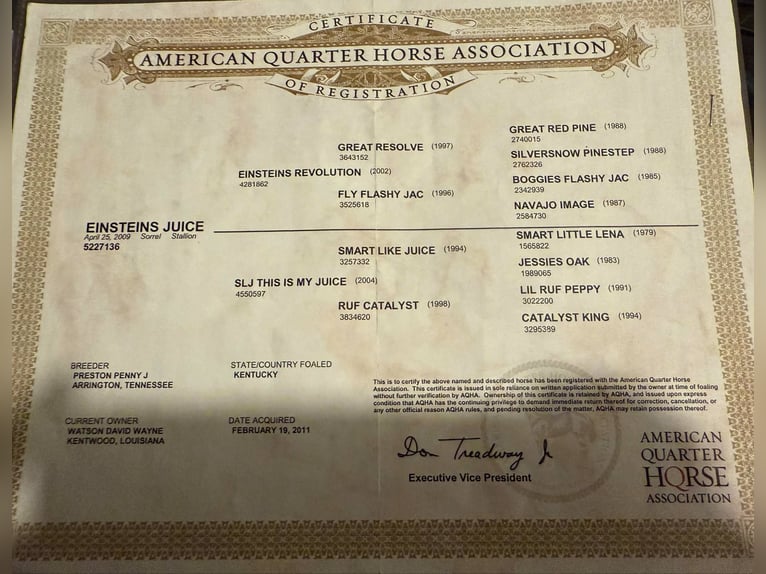 CERTIFICATE
AMERICAN QUARTER HORSE ASSOCIATION
OF REGISTRATION
GREAT RED PINE (1988)
2740015
GREAT RESOLVE (1997)
3643152
SILVERSNOW PINESTEP (1988)
2762326
EINSTEINS REVOLUTION (2002)
4281862
BOGGIES FLASHY JAC (1985)
2342939
FLY FLASHY JAC (1996)
3525618
NAVAJO IMAGE (1987)
2584730
EINSTEINS JUICE
April 25, 2009 Sorrel Stallion
5227136
SMART LITTLE LENA (1979)
1565822
SMART LIKE JUICE (1994)
3257332
JESSIES OAK (1983)
1989065
SLJ THIS IS MY JUICE (2004)
4550597
LIL RUF PEPPY (1991)
3022200
RUF CATALYST (1998)
3834620
CATALYST KING (1994)
3295389
BREEDER
PRESTON PENNY J
ARRINGTON, TENNESSEE
STATE/COUNTRY FOALED
KENTUCKY
This is to certify the above named and described horse has been registered with the American Quarter Horse
Association. This certificate is issued in sole reliance on written application submitted by the owner at time of foaling
without further verification by AQHA. Ownership of this certificate is retained by AQHA, and issued upon express
condition that AQHA has the continuing privilege to demand immediate return thereof for correction, cancellation, or
any other official reason AQHA rules, and pending resolution of the matter, AQHA may retain possession thereof.
CURRENT OWNER
WATSON DAVID WAYNE
KENTWOOD, LOUISIANA
DATE ACQUIRED
FEBRUARY 19, 2011
Don Treadway Jr
Executive Vice President
AMERICAN
QUARTER
HORSE
ASSOCIATION